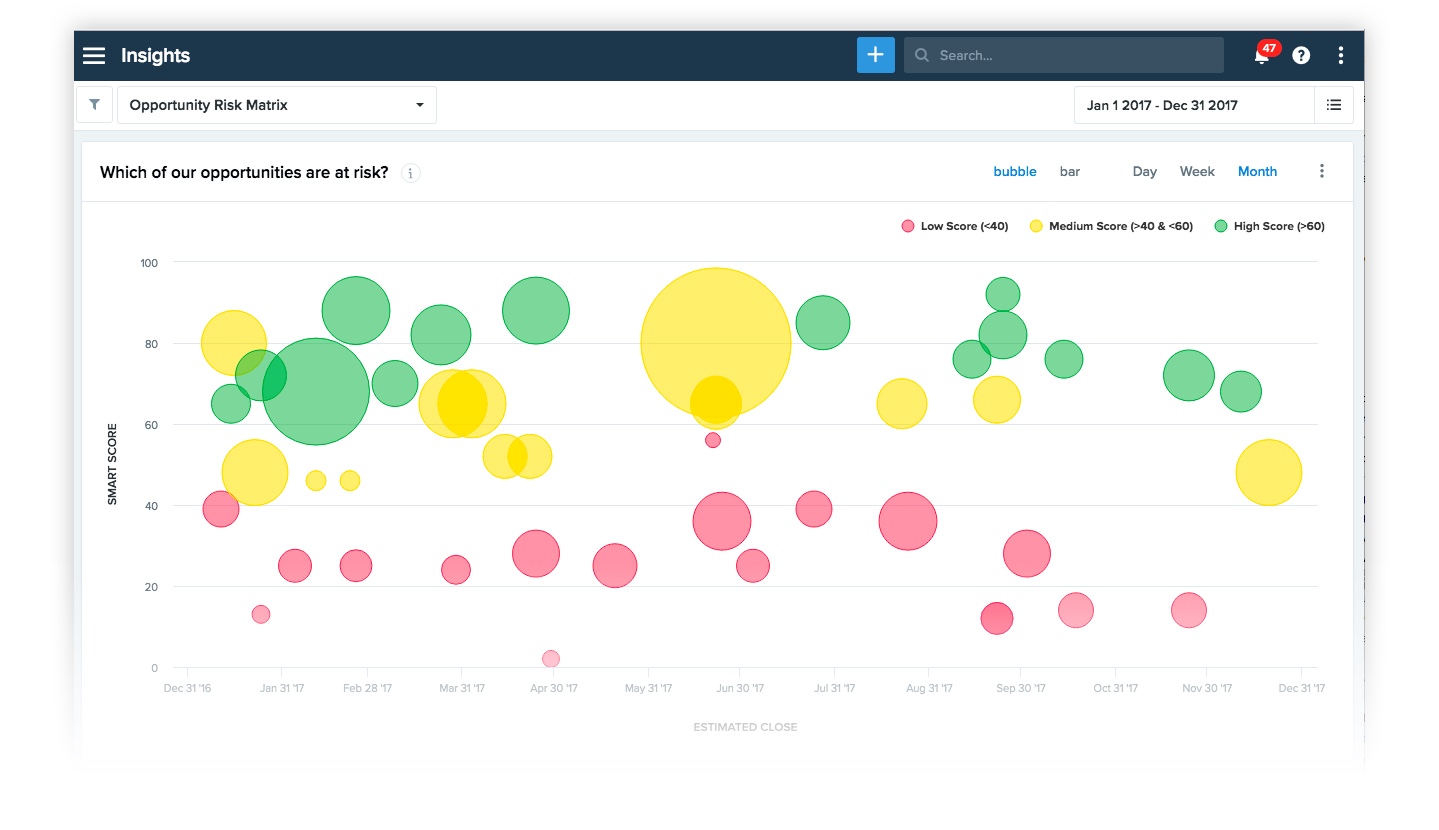 Insights
+
Search...
47
?
Opportunity Risk Matrix
Jan 1 2017 - Dec 31 2017
Which of our opportunities are at risk?
i
bubble bar Day Week Month
Low Score (<40) Medium Score (>40 & <60) High Score (>60)
100
80
60
40
20
0
SMART SCORE
Dec 31 '16 Jan 31 '17 Feb 28 '17 Mar 31 '17 Apr 30 '17 May 31 '17 Jun 30 '17 Jul 31 '17 Aug 31 '17 Sep 30 '17 Oct 31 '17 Nov 30 '17 Dec 31 '17
ESTIMATED CLOSE